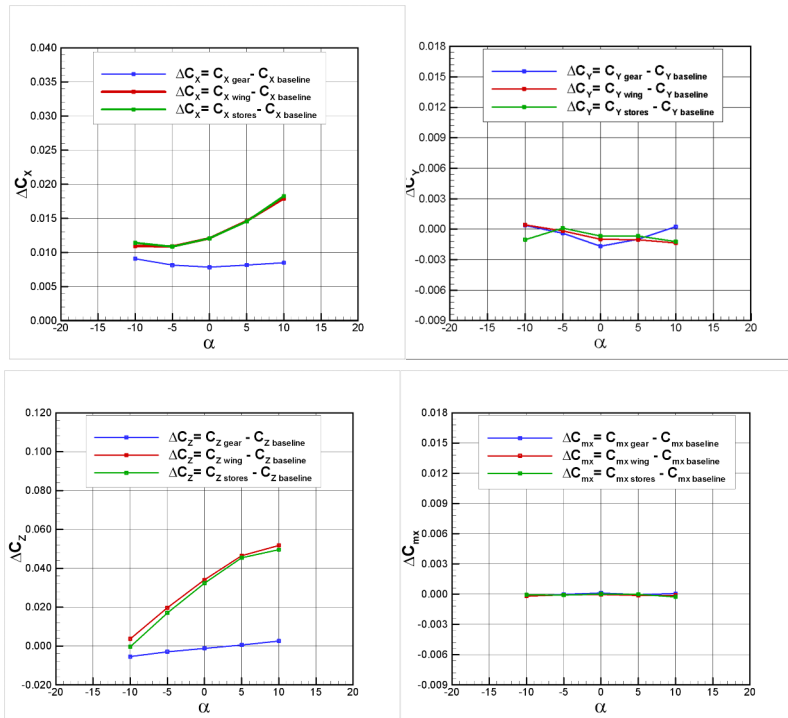 0.040
0.035
0.030
0.025
0.020
0.015
0.010
0.005
0.000
ΔCX
ΔCX= CX gear - CX baseline
ΔCX= CX wing - CX baseline
ΔCX= CX stores - CX baseline
-20 -15 -10 -5 0 5 10 15 20
α
0.018
0.015
0.012
0.009
0.006
0.003
0.000
-0.003
-0.006
-0.009
ΔCY
ΔCY= CY gear - CY baseline
ΔCY= CY wing - CY baseline
ΔCY= CY stores - CY baseline
-20 -15 -10 -5 0 5 10 15 20
α
0.120
0.100
0.080
0.060
0.040
0.020
0.000
-0.020
ΔCZ
ΔCZ= CZ gear - CZ baseline
ΔCZ= CZ wing - CZ baseline
ΔCZ= CZ stores - CZ baseline
-20 -15 -10 -5 0 5 10 15 20
α
0.018
0.015
0.012
0.009
0.006
0.003
0.000
-0.003
-0.006
-0.009
ΔCmx
ΔCmx= Cmx gear - Cmx baseline
ΔCmx= Cmx wing - Cmx baseline
ΔCmx= Cmx stores - Cmx baseline
-20 -15 -10 -5 0 5 10 15 20
α